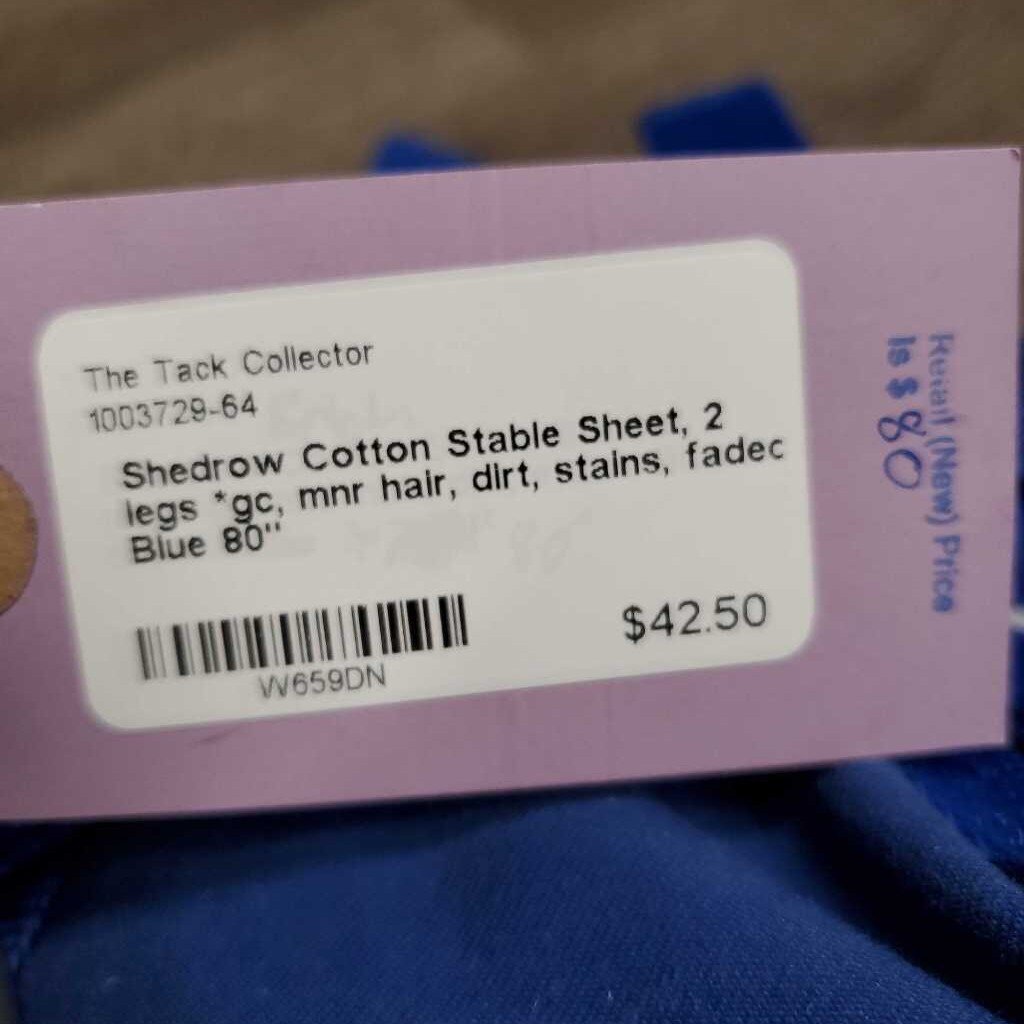 The Tack Collector
1003729-64
Shedrow Cotton Stable Sheet, 2
legs *gc, mnr hair, dirt, stains, fadec
Blue 80"
W659DN
$42.50
Retail (New) Price
Is $ 80